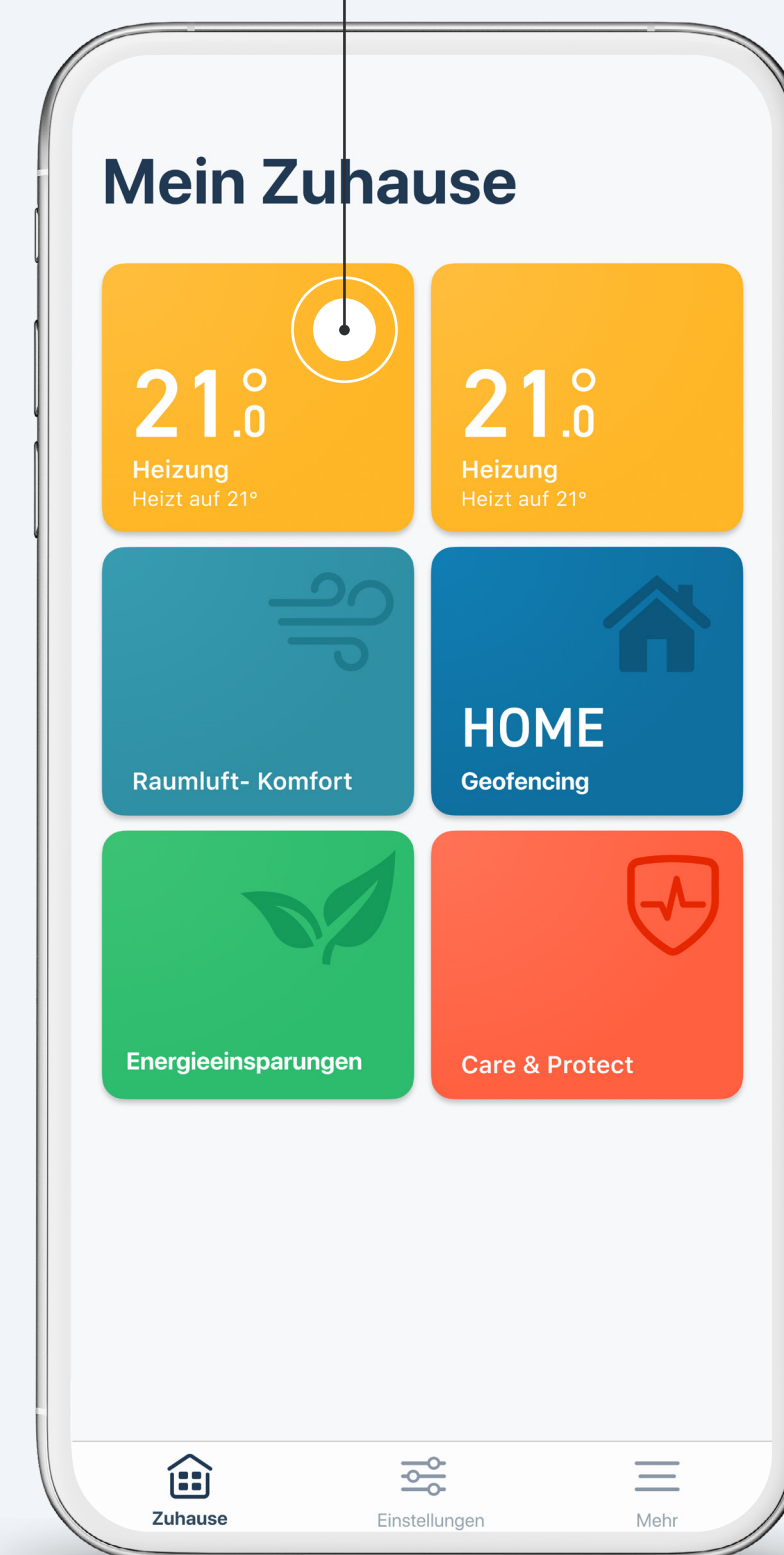 Mein Zuhause
21.0°
Heizung
Heizt auf 21°
21.0°
Heizung
Heizt auf 21°
Raumluft- Komfort
HOME
Geofencing
Energieeinsparungen
Care & Protect
Zuhause
Einstellungen
Mehr